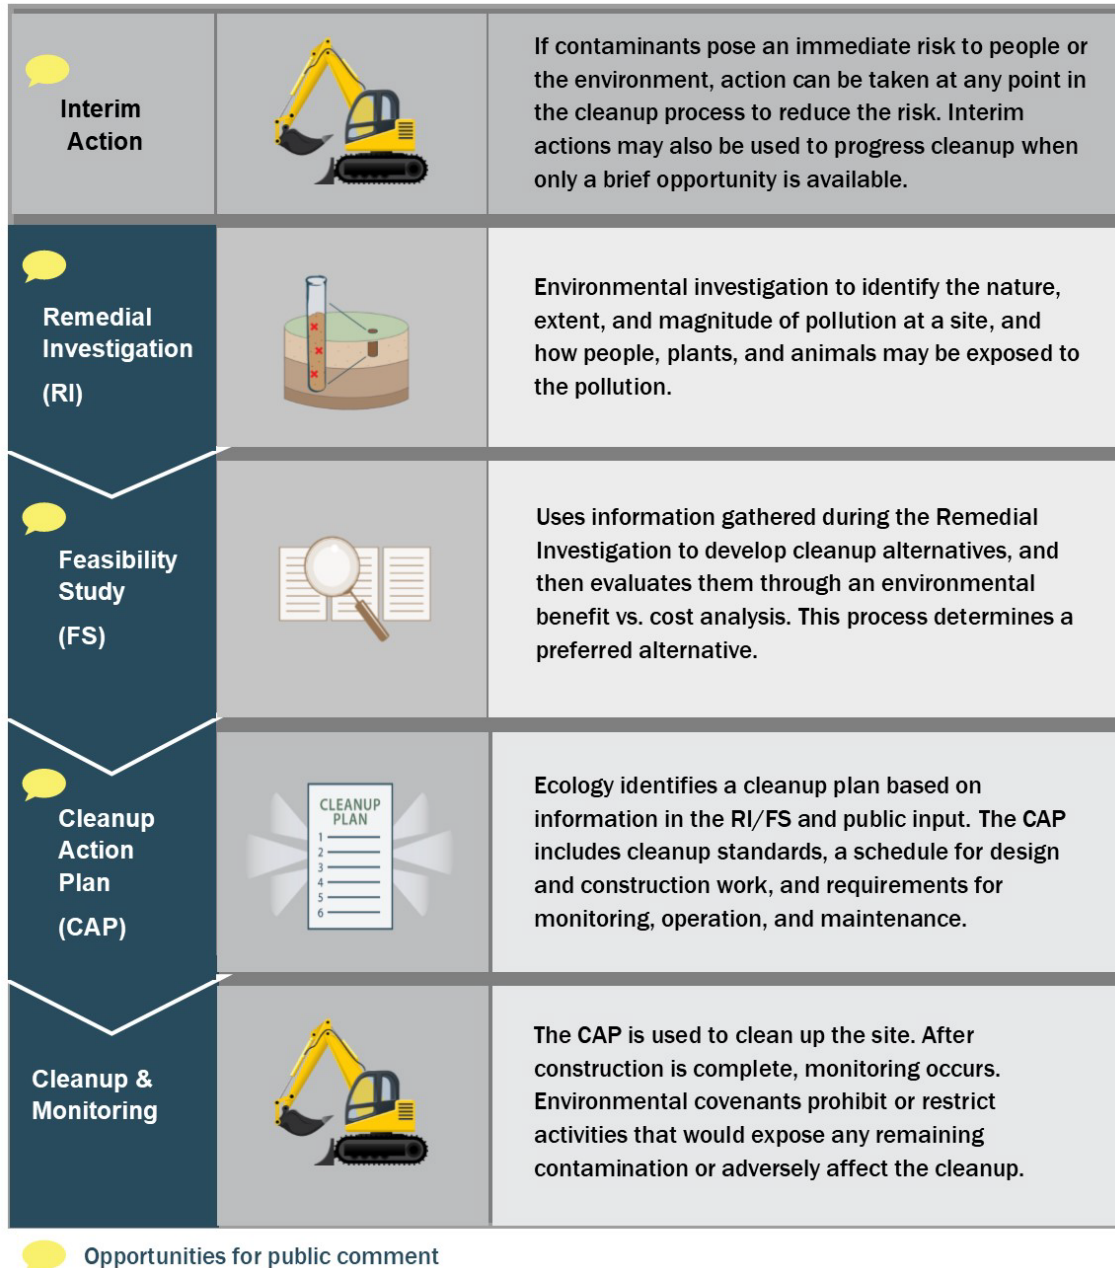 Interim
Action
If contaminants pose an immediate risk to people or
the environment, action can be taken at any point in
the cleanup process to reduce the risk. Interim
actions may also be used to progress cleanup when
only a brief opportunity is available.
Remedial
Investigation
(RI)
Environmental investigation to identify the nature,
extent, and magnitude of pollution at a site, and
how people, plants, and animals may be exposed to
the pollution.
Feasibility
Study
(FS)
Uses information gathered during the Remedial
Investigation to develop cleanup alternatives, and
then evaluates them through an environmental
benefit vs. cost analysis. This process determines a
preferred alternative.
Cleanup
Action
Plan
(CAP)
CLEANUP
PLAN
1
2
3
4
5
6
Ecology identifies a cleanup plan based on
information in the RI/FS and public input. The CAP
includes cleanup standards, a schedule for design
and construction work, and requirements for
monitoring, operation, and maintenance.
Cleanup &
Monitoring
The CAP is used to clean up the site. After
construction is complete, monitoring occurs.
Environmental covenants prohibit or restrict
activities that would expose any remaining
contamination or adversely affect the cleanup.
Opportunities for public comment